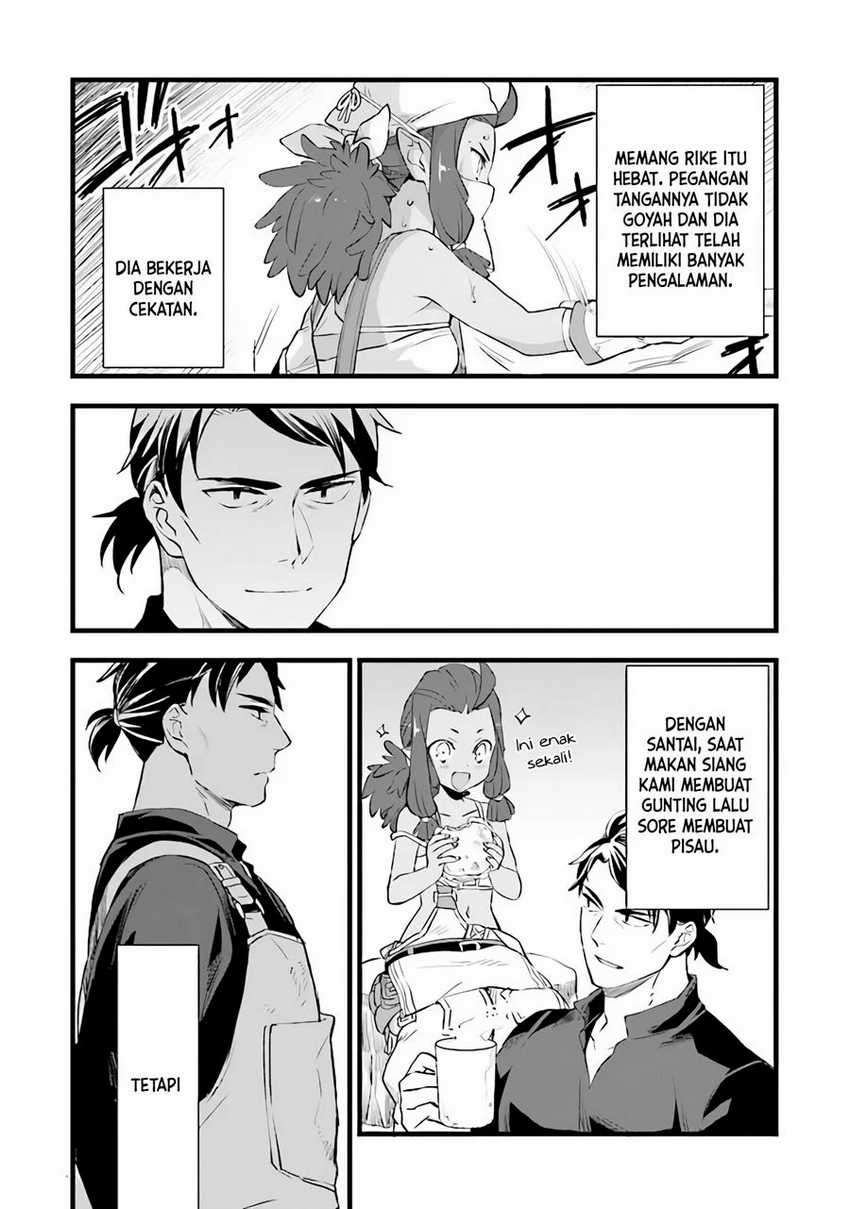 MEMANG RIKE ITU
HEBAT. PEGANGAN
TANGANNYA TIDAK
GOYAH DAN DIA
TERLIHAT TELAH
MEMILIKI BANYAK
PENGALAMAN.
DIA BEKERJA
DENGAN
CEKATAN.
DENGAN
SANTAI, SAAT
MAKAN SIANG
KAMI MEMBUAT
GUNTING LALU
SORE MEMBUAT
PISAU.
Ini enak
sekali!
TETAPI